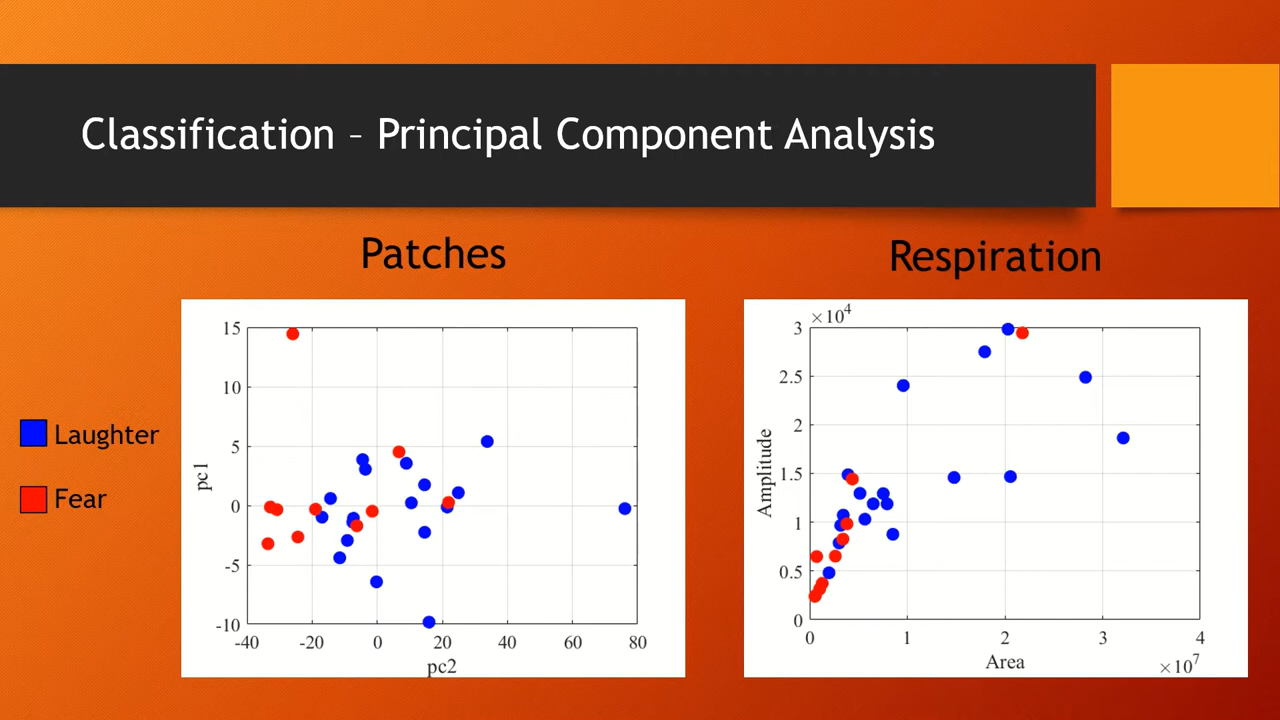 Classification – Principal Component Analysis
Patches
Respiration
Laughter
Fear
15
10
5
0
-5
-10
-40 -20 0 20 40 60 80
pc1
pc2
×10⁴
3
2.5
2
1.5
1
0.5
0
0 1 2 3 4
Amplitude
Area
×10⁷